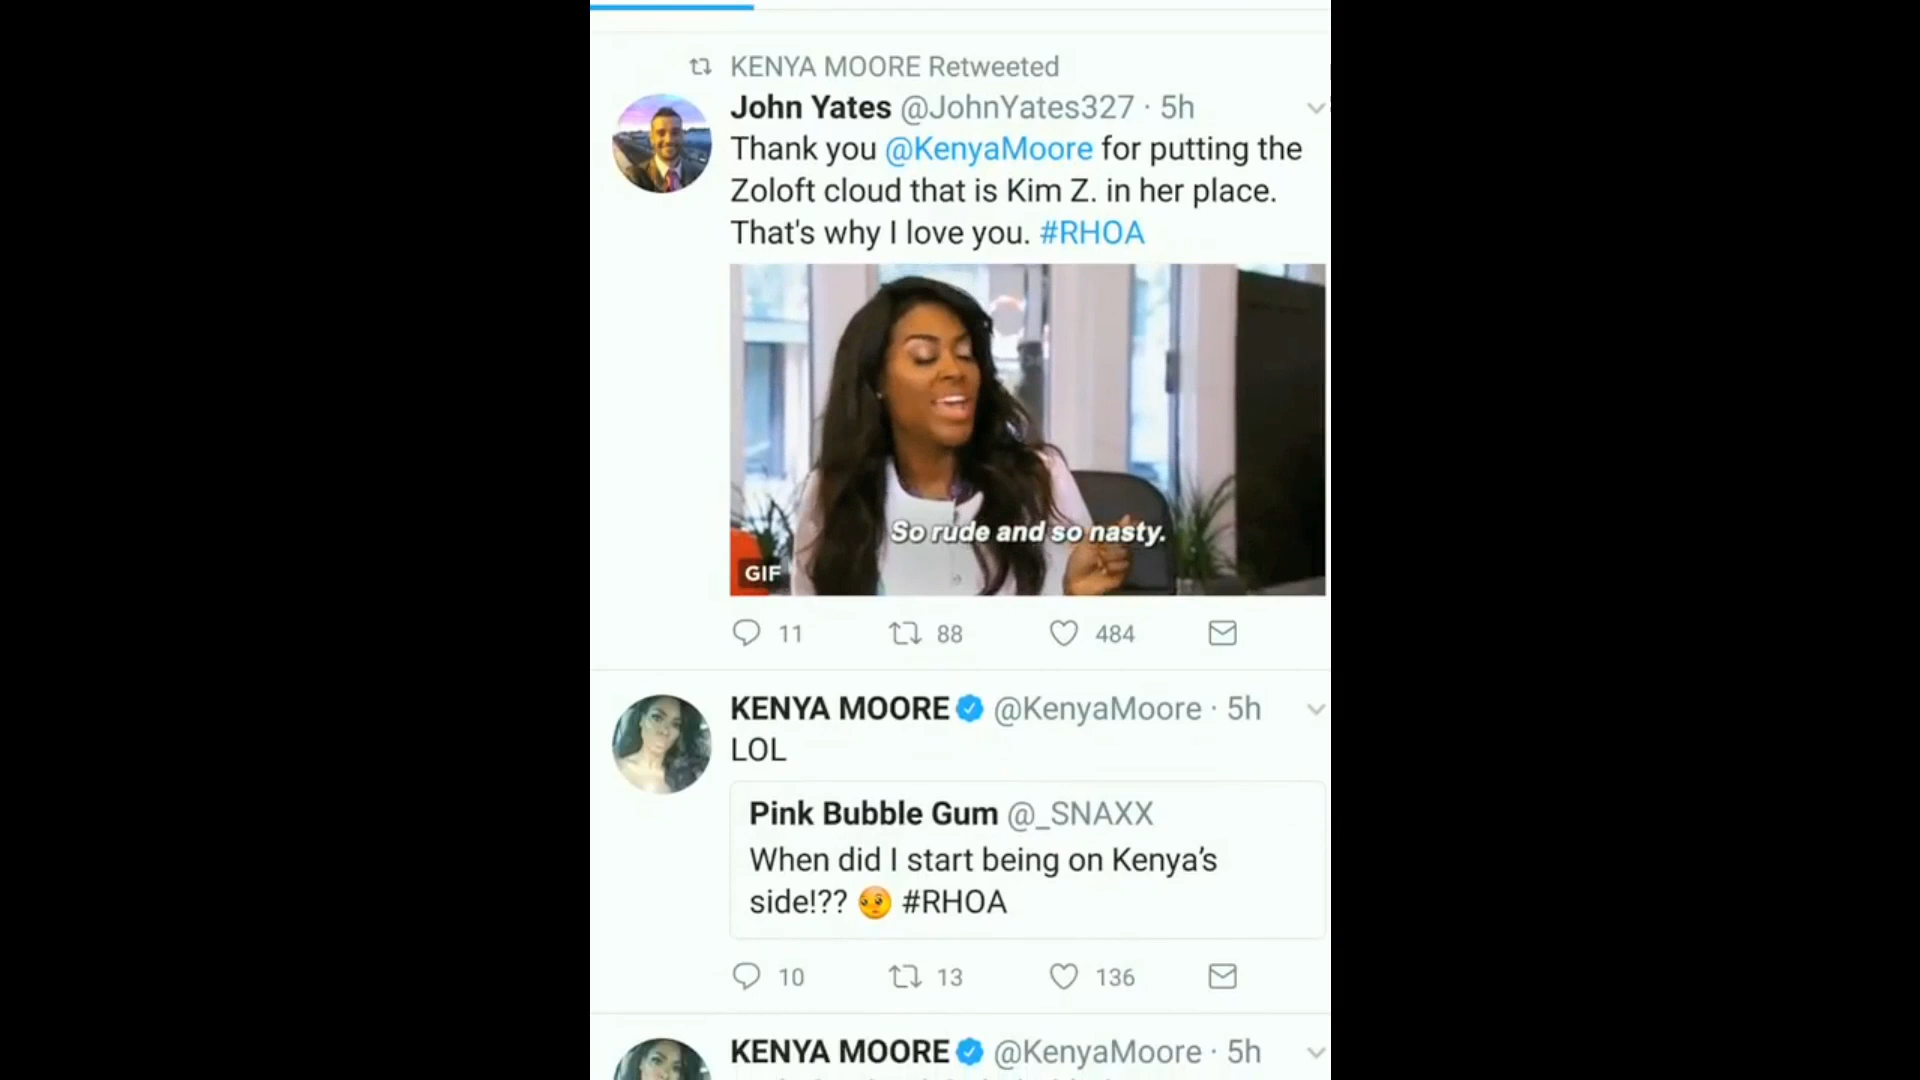 KENYA MOORE Retweeted
John Yates @JohnYates327 · 5h
Thank you @KenyaMoore for putting the
Zoloft cloud that is Kim Z. in her place.
That's why I love you. #RHOA
So rude and so nasty.
GIF
11 88 484
KENYA MOORE @KenyaMoore · 5h
LOL
Pink Bubble Gum @_SNAXX
When did I start being on Kenya’s
side!?? 🥺 #RHOA
10 13 136
KENYA MOORE @KenyaMoore · 5h